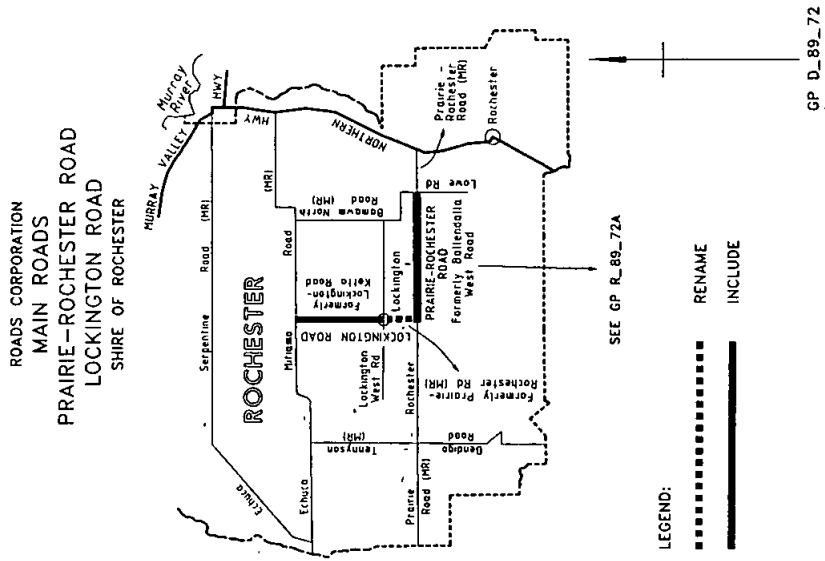 ROADS CORPORATION
MAIN ROADS
PRAIRIE-ROCHESTER ROAD
LOCKINGTON ROAD
SHIRE OF ROCHESTER
MURRAY VALLEY HWY
Murray
River
Serpentine Road (MR)
NORTHERN HWY
ROCHESTER
Echuca
Echuca Mitiamo Road (MR)
Bamawm North
Road (MR)
Formerly
Lockington-
Kotta Road
LOCKINGTON ROAD
Lockington
Lockington
West Rd
Prairie-
Rochester
Road (MR)
Rochester
Lowe Rd
PRAIRIE-ROCHESTER
ROAD
Formerly Ballendella
West Road
Formerly Prairie-
Rochester Rd (MR)
Tennyson
(MR)
Bendigo
Road
Prairie Rochester
Road (MR)
SEE GP R_89_72A
LEGEND:
RENAME
INCLUDE
GP D_89_72